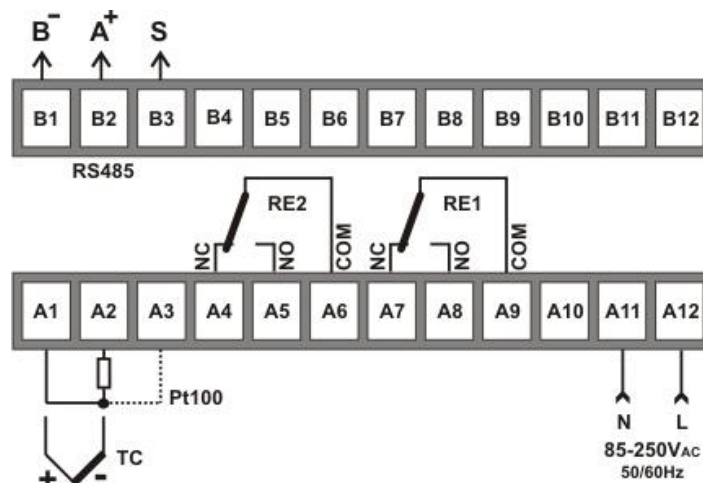 B- A+ S
B1 B2 B3 B4 B5 B6 B7 B8 B9 B10 B11 B12
RS485
RE2 RE1
NC NO COM NC NO COM
A1 A2 A3 A4 A5 A6 A7 A8 A9 A10 A11 A12
Pt100
N L
TC
+ -
85-250VAC
50/60Hz